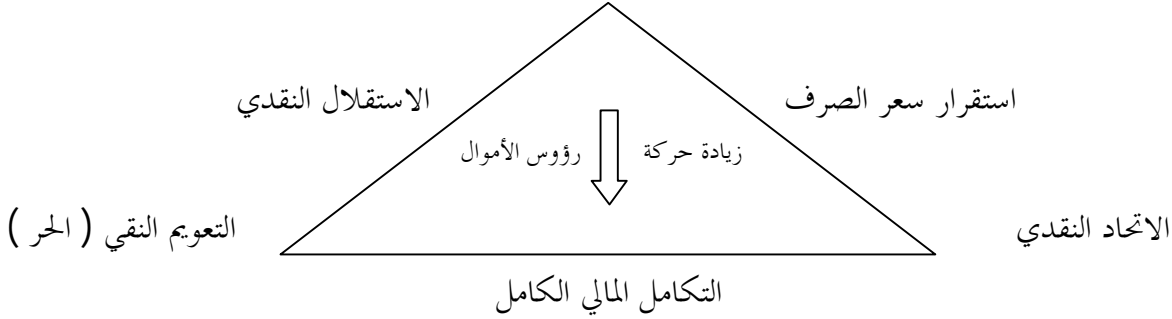 استقرار سعر الصرف
الاستقلال النقدي
زيادة حركة
رؤوس الأموال
الاتحاد النقدي
التعويم النقي ( الحر )
التكامل المالي الكامل